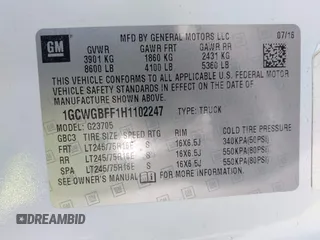 GM
MFD BY GENERAL MOTORS LLC 07/16
GVWR GAWR FRT GAWR RR
3901 KG 1860 KG 2431 KG
8600 LB 4100 LB 5360 LB
THIS VEHICLE CONFORMS TO ALL APPLICABLE U.S. FEDERAL MOTOR VEHICLE SAFETY STANDARDS IN EFFECT ON THE DATE OF MANUFACTURE SHOWN ABOVE.
1GCWGBFF1H1102247 TYPE: TRUCK
MODEL: G23705
GBC3 TIRE SIZE SPEED RTG RIM COLD TIRE PRESSURE
FRT LT245/75R16E S 16X6.5J 340KPA(50PSI)
RR LT245/75R16E S 16X6.5J 550KPA(80PSI)
SPA LT245/75R16E S 16X6.5J 550KPA(80PSI)
SEE OWNER'S MANUAL
DREAMBID